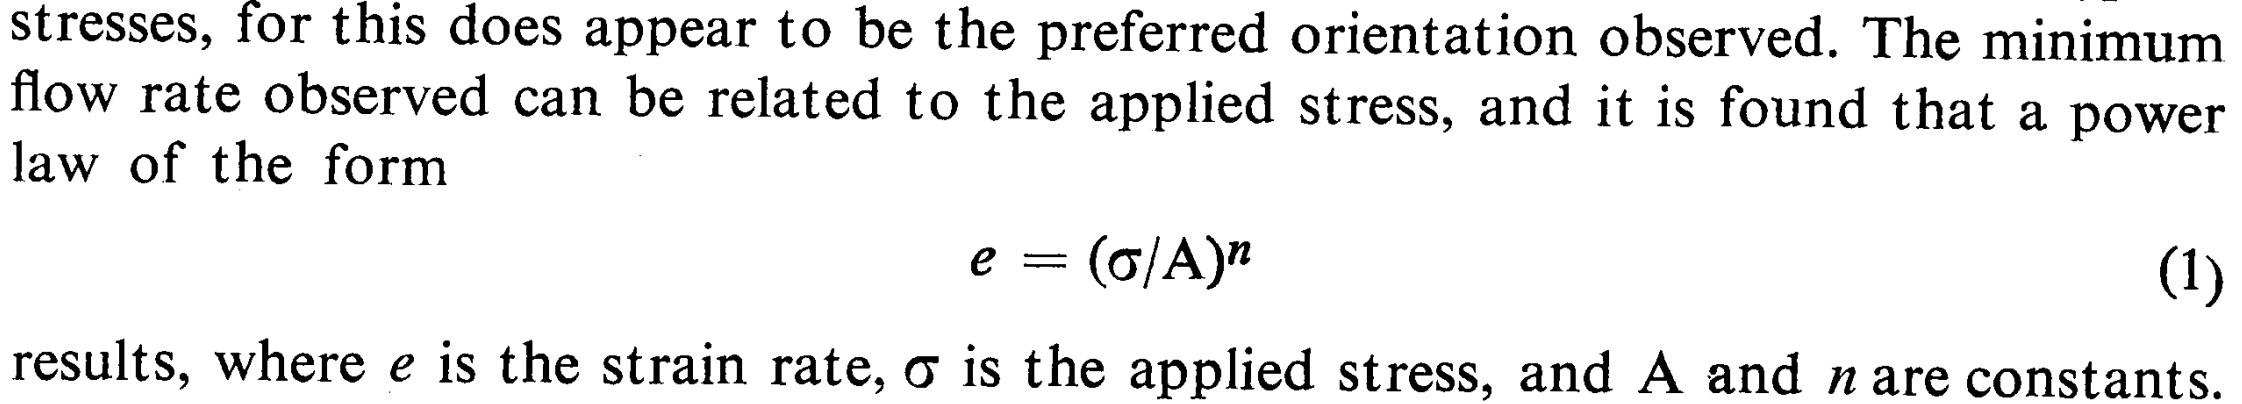 stresses, for this does appear to be the preferred orientation observed. The minimum
flow rate observed can be related to the applied stress, and it is found that a power
law of the form
e = (σ/A)ⁿ (1)
results, where e is the strain rate, σ is the applied stress, and A and n are constants.